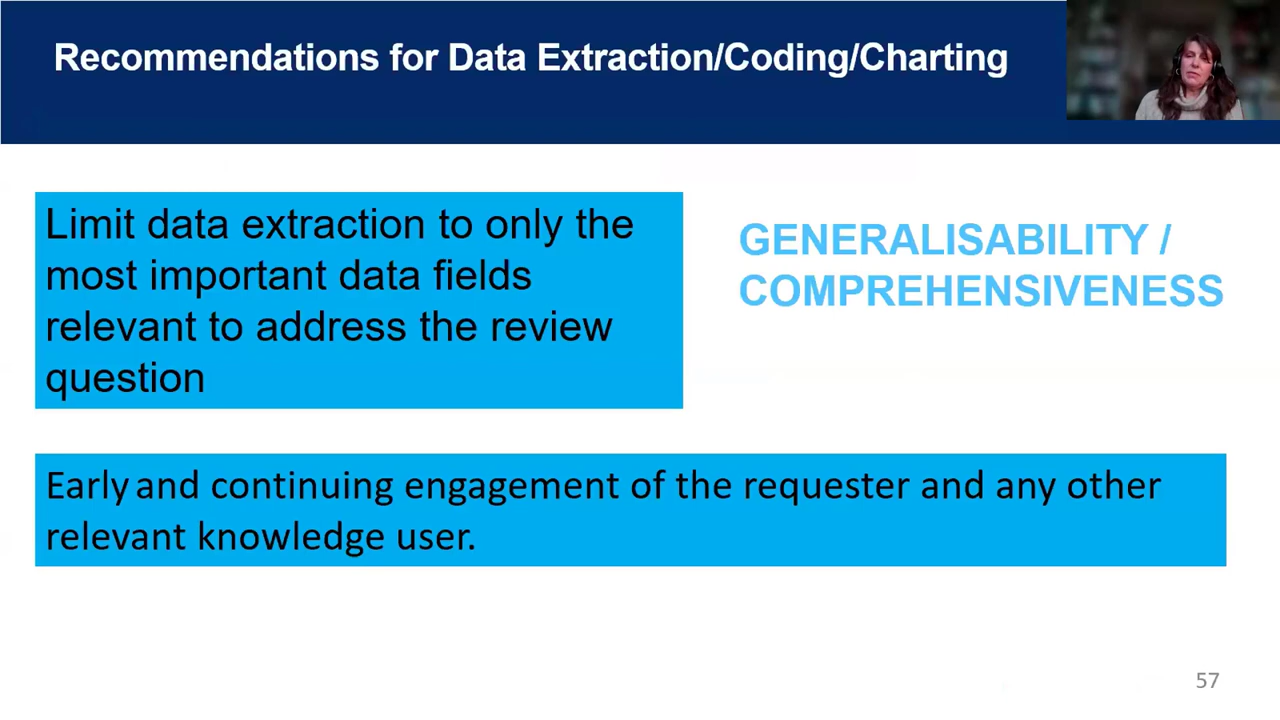 Recommendations for Data Extraction/Coding/Charting
Limit data extraction to only the
most important data fields
relevant to address the review
question
GENERALISABILITY /
COMPREHENSIVENESS
Early and continuing engagement of the requester and any other
relevant knowledge user.
57